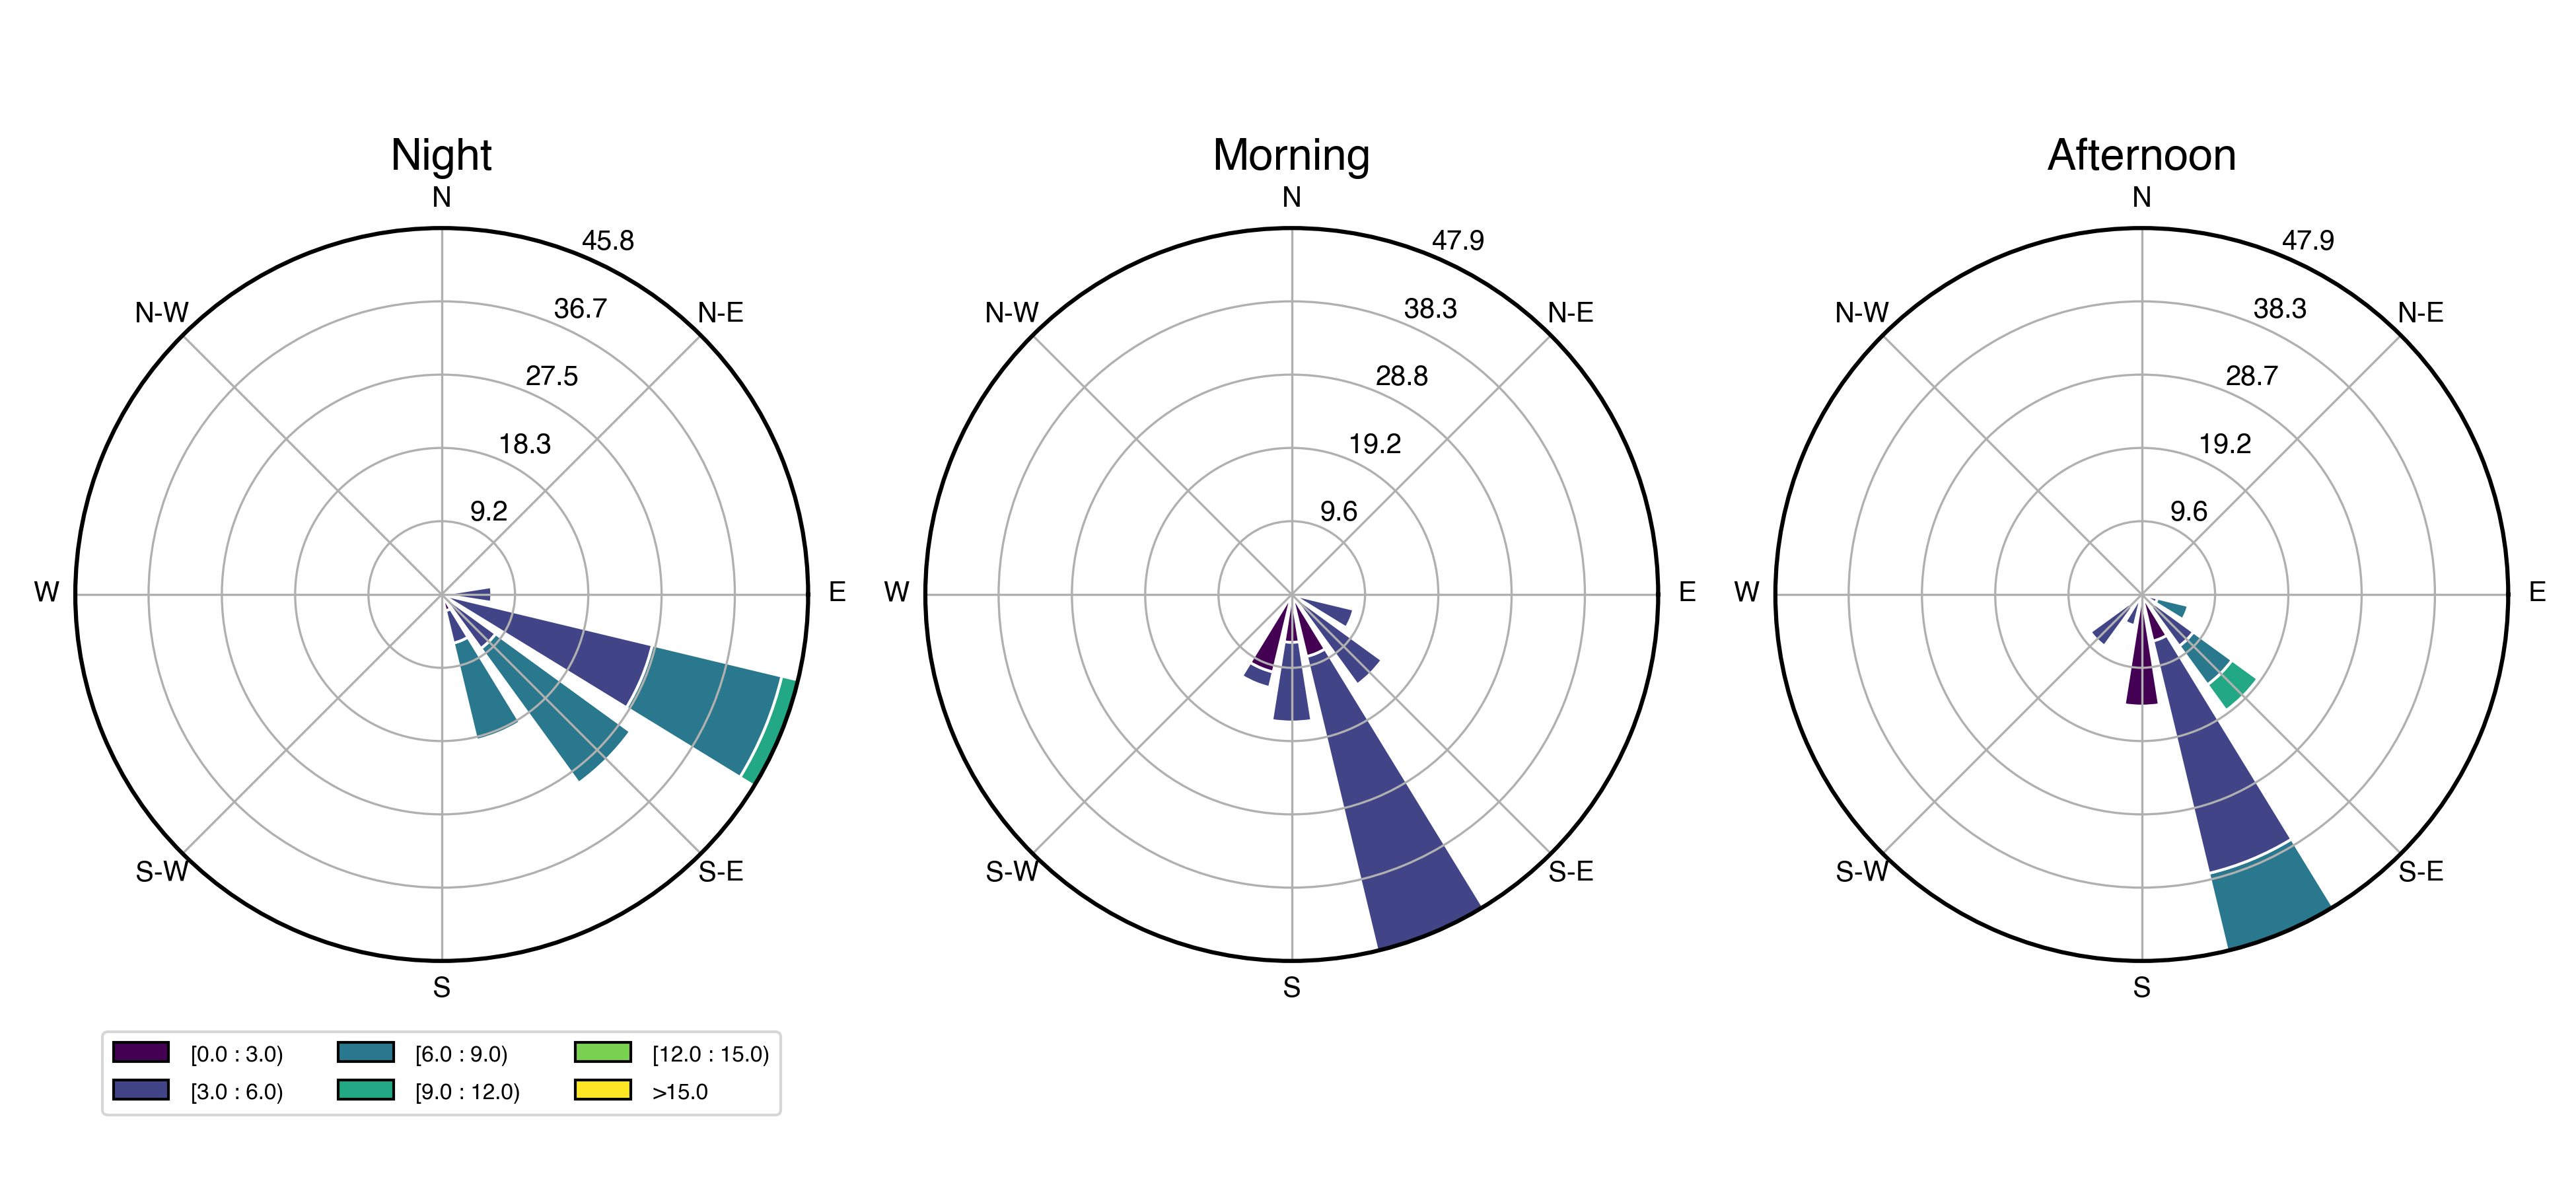 Night
N
45.8
36.7
27.5
18.3
9.2
N-W
N-E
W
E
S-W
S-E
S
Morning
N
47.9
38.3
28.8
19.2
9.6
N-W
N-E
W
E
S-W
S-E
S
Afternoon
N
47.9
38.3
28.7
19.2
9.6
N-W
N-E
W
E
S-W
S-E
S
[0.0 : 3.0)
[3.0 : 6.0)
[6.0 : 9.0)
[9.0 : 12.0)
[12.0 : 15.0)
>15.0